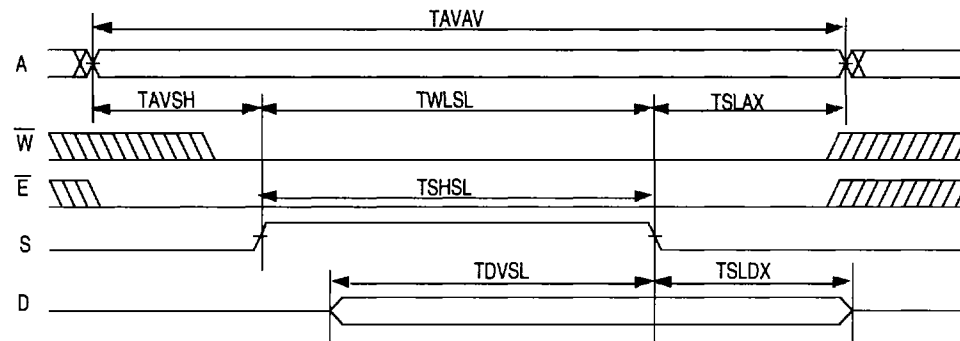 TAVAV
A
TAVSH TWLSL TSLAX
W̅
E̅ TSHSL
S
TDVSL TSLDX
D